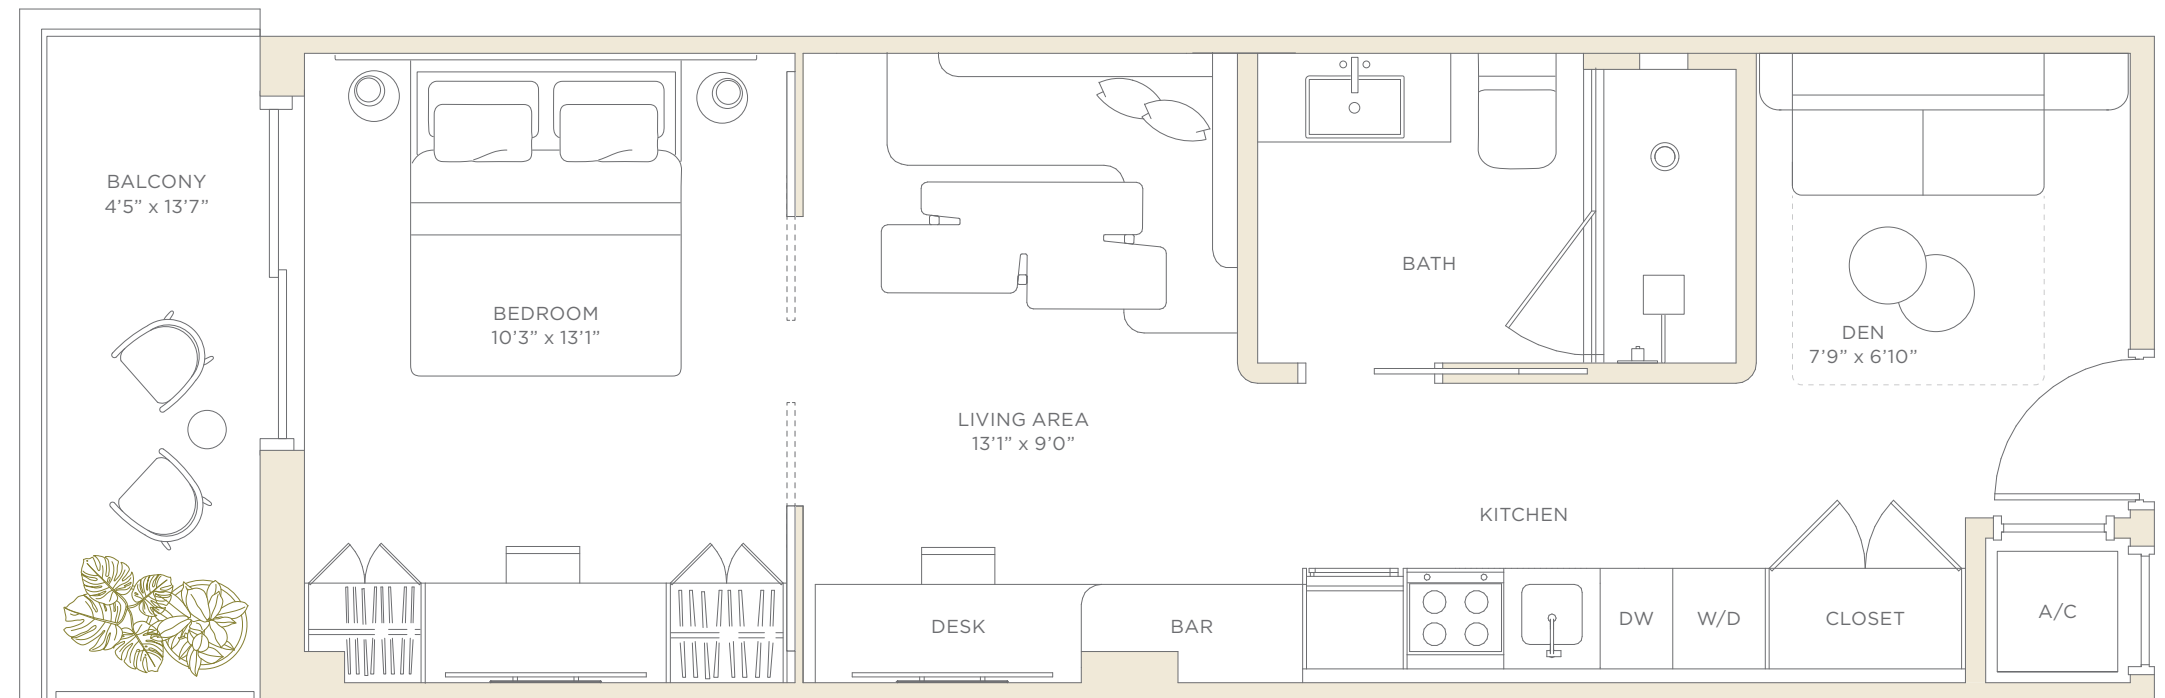 BALCONY
4’5” x 13’7”
BEDROOM
10’3” x 13’1”
LIVING AREA
13’1” x 9’0”
BATH
DEN
7’9” x 6’10”
KITCHEN
DESK
BAR
DW
W/D
CLOSET
A/C